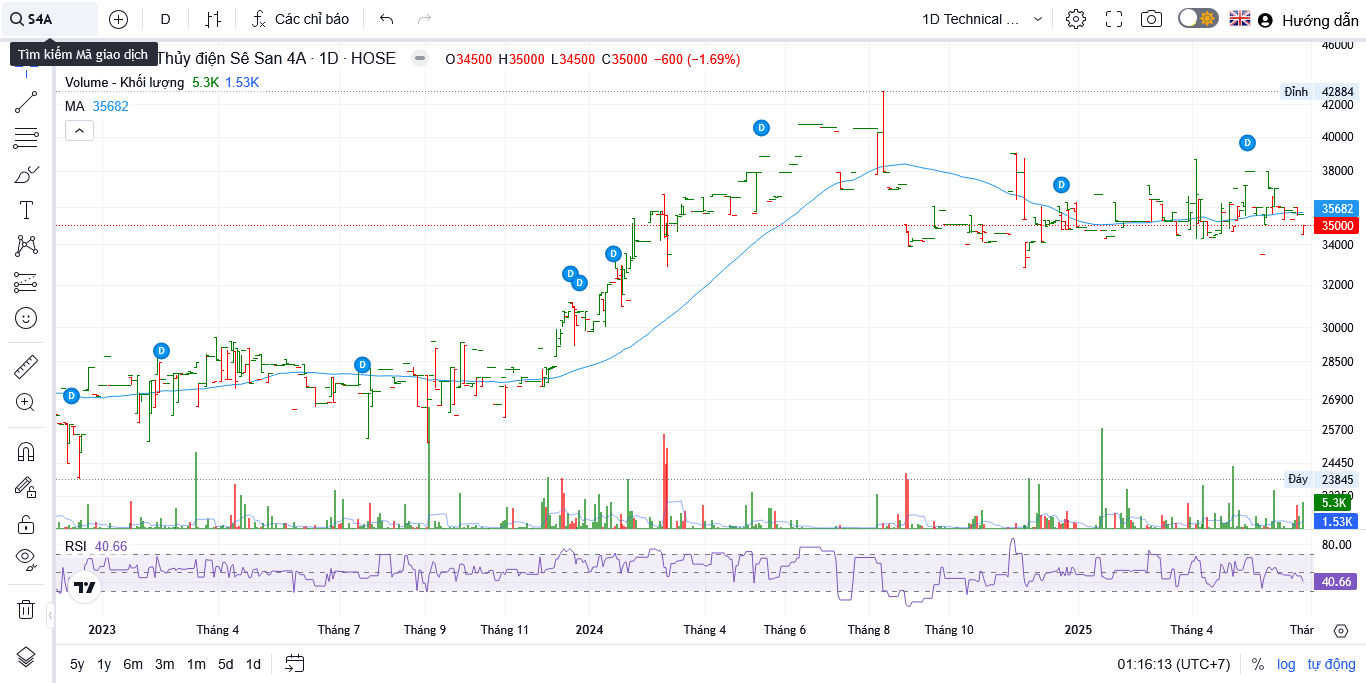 S4A
D
Các chỉ báo
1D Technical ...
Hướng dẫn
Tìm kiếm Mã giao dịch
Thủy điện Sê San 4A · 1D · HOSE
O34500 H35000 L34500 C35000 −600 (−1.69%)
Volume - Khối lượng 5.3K 1.53K
MA 35682
46000
Đỉnh 42884
42000
40000
38000
35682
35000
34000
32000
30000
28500
26900
25700
24450
Đáy 23845
5.3K
1.53K
D
D
D
D
D
D
D
D
D
RSI 40.66
80.00
40.66
2023 Tháng 4 Tháng 7 Tháng 9 Tháng 11 2024 Tháng 4 Tháng 6 Tháng 8 Tháng 10 2025 Tháng 4 Thár
5y 1y 6m 3m 1m 5d 1d
01:16:13 (UTC+7) % log tự động